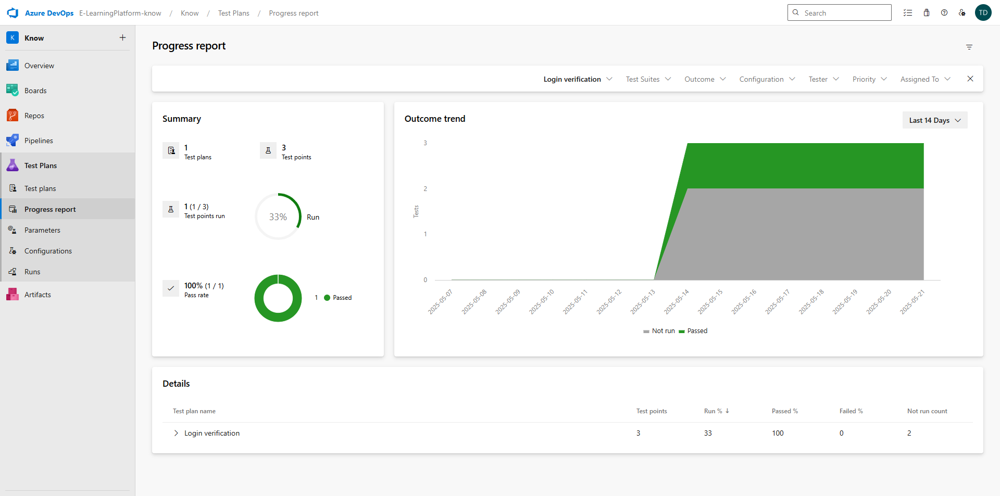 Azure DevOps E-LearningPlatform-know / Know / Test Plans / Progress report
Search
TD
K Know
Overview
Boards
Repos
Pipelines
Test Plans
Test plans
Progress report
Parameters
Configurations
Runs
Artifacts
Progress report
Login verification Test Suites Outcome Configuration Tester Priority Assigned To
Summary
1
Test plans
3
Test points
1 (1 / 3)
Test points run
33%
Run
100% (1 / 1)
Pass rate
1 Passed
Outcome trend
Last 14 Days
3
2
1
0
Tests
2025-05-07
2025-05-08
2025-05-09
2025-05-10
2025-05-11
2025-05-12
2025-05-13
2025-05-14
2025-05-15
2025-05-16
2025-05-17
2025-05-18
2025-05-19
2025-05-20
2025-05-21
Not run Passed
Details
Test plan name Test points Run % Passed % Failed % Not run count
Login verification 3 33 100 0 2